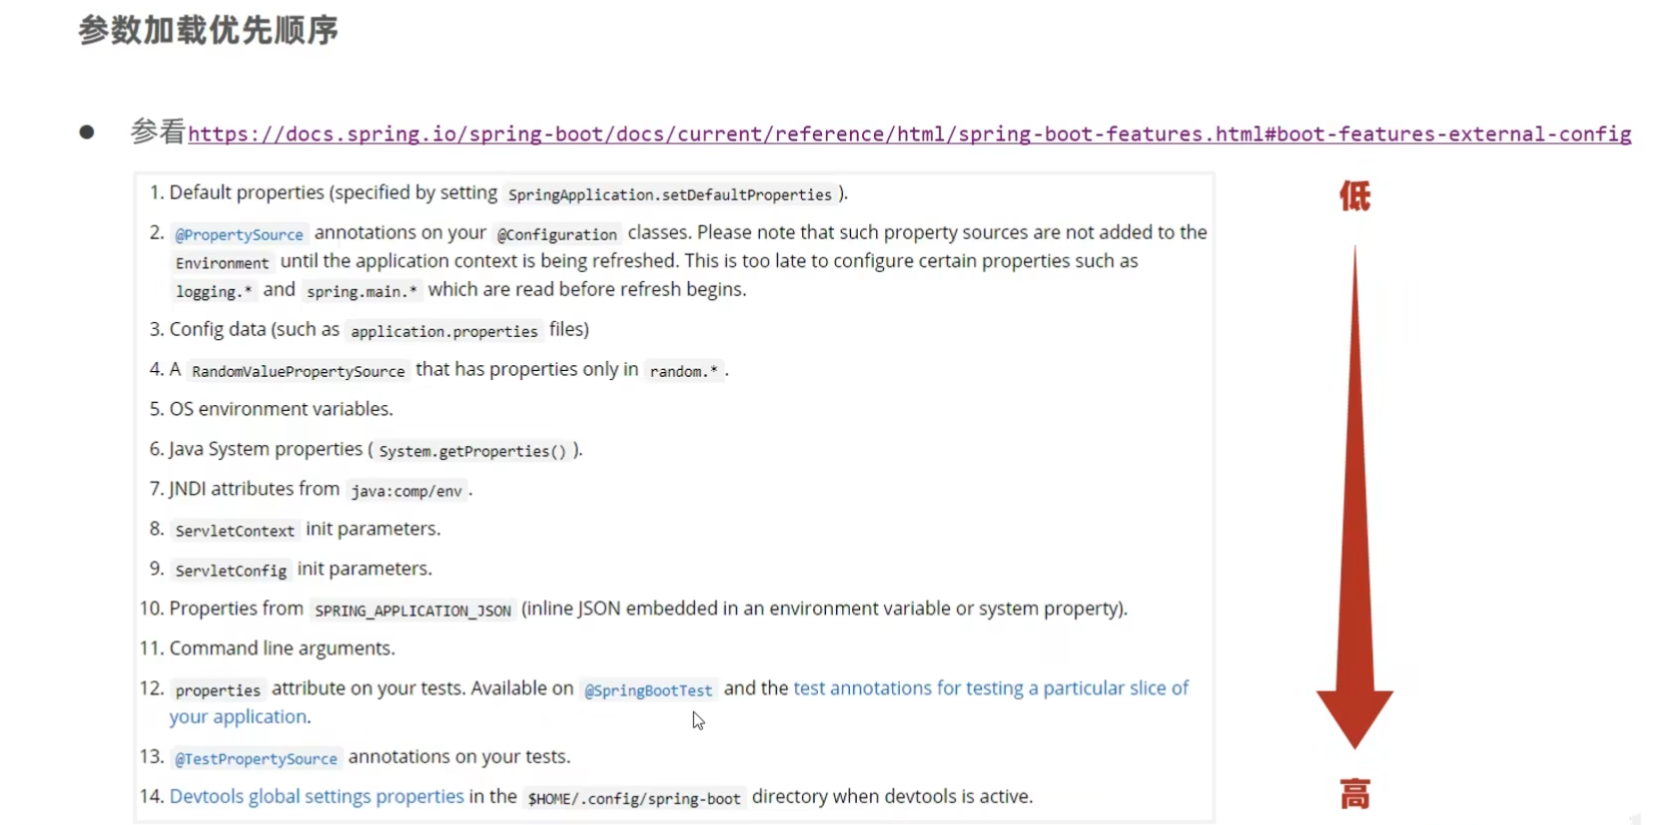 参数加载优先顺序
● 参看https://docs.spring.io/spring-boot/docs/current/reference/html/spring-boot-features.html#boot-features-external-config
1. Default properties (specified by setting SpringApplication.setDefaultProperties ).
低
2. @PropertySource annotations on your @Configuration classes. Please note that such property sources are not added to the
Environment until the application context is being refreshed. This is too late to configure certain properties such as
logging.* and spring.main.* which are read before refresh begins.
3. Config data (such as application.properties files)
4. A RandomValuePropertySource that has properties only in random.* .
5. OS environment variables.
6. Java System properties ( System.getProperties() ).
7. JNDI attributes from java:comp/env .
8. ServletContext init parameters.
9. ServletConfig init parameters.
10. Properties from SPRING_APPLICATION_JSON (inline JSON embedded in an environment variable or system property).
11. Command line arguments.
12. properties attribute on your tests. Available on @SpringBootTest and the test annotations for testing a particular slice of
your application.
13. @TestPropertySource annotations on your tests.
14. Devtools global settings properties in the $HOME/.config/spring-boot directory when devtools is active.
高